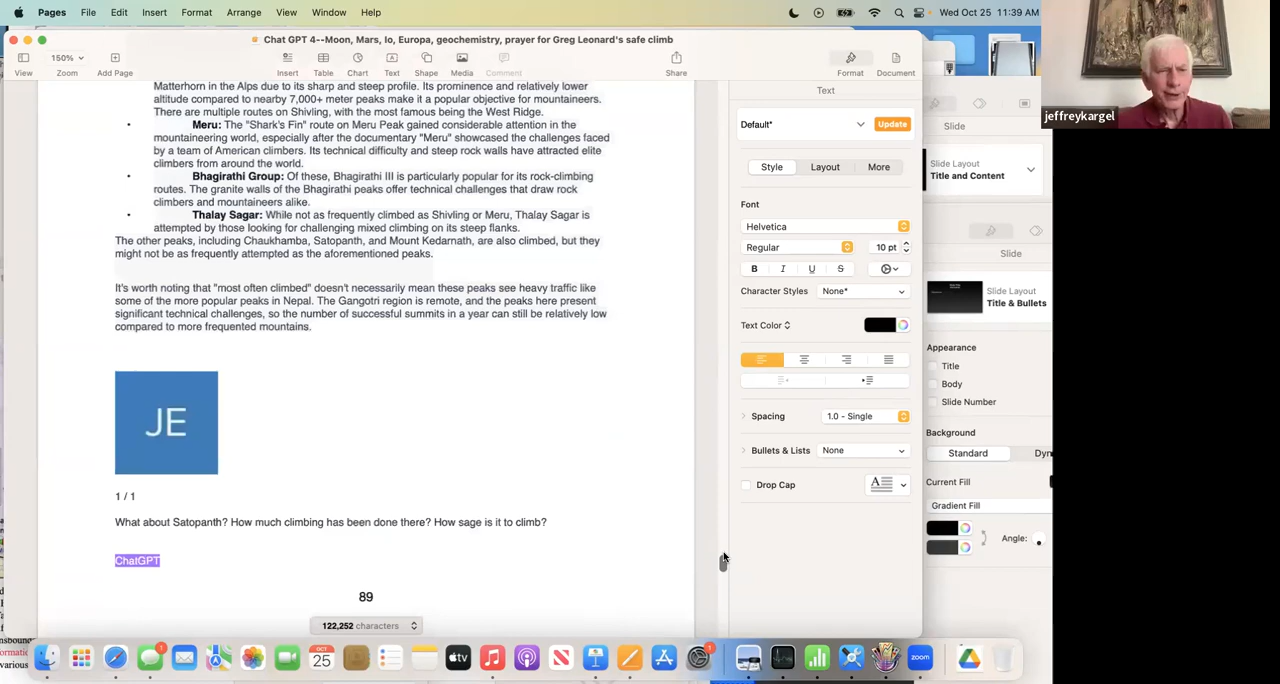 Pages File Edit Insert Format Arrange View Window Help
Wed Oct 25 11:39 AM
Chat GPT 4--Moon, Mars, Io, Europa, geochemistry, prayer for Greg Leonard's safe climb
150%
View Zoom Add Page Insert Table Chart Text Shape Media Comment Share Format Document
Matterhorn in the Alps due to its sharp and steep profile. Its prominence and relatively lower
altitude compared to nearby 7,000+ meter peaks make it a popular objective for mountaineers.
There are multiple routes on Shivling, with the most famous being the West Ridge.
• Meru: The "Shark's Fin" route on Meru Peak gained considerable attention in the
mountaineering world, especially after the documentary "Meru" showcased the challenges faced
by a team of American climbers. Its technical difficulty and steep rock walls have attracted elite
climbers from around the world.
• Bhagirathi Group: Of these, Bhagirathi III is particularly popular for its rock-climbing
routes. The granite walls of the Bhagirathi peaks offer technical challenges that draw rock
climbers and mountaineers alike.
• Thalay Sagar: While not as frequently climbed as Shivling or Meru, Thalay Sagar is
attempted by those looking for challenging mixed climbing on its steep flanks.
The other peaks, including Chaukhamba, Satopanth, and Mount Kedarnath, are also climbed, but they
might not be as frequently attempted as the aforementioned peaks.
It's worth noting that "most often climbed" doesn't necessarily mean these peaks see heavy traffic like
some of the more popular peaks in Nepal. The Gangotri region is remote, and the peaks here present
significant technical challenges, so the number of successful summits in a year can still be relatively low
compared to more frequented mountains.
JE
1 / 1
What about Satopanth? How much climbing has been done there? How sage is it to climb?
ChatGPT
89
122,252 characters
Text
Default*
Update
Style Layout More
Font
Helvetica
Regular 10 pt
B I U S
Character Styles None*
Text Color
Spacing 1.0 - Single
Bullets & Lists None
Drop Cap
A
Slide
Slide Layout
Title and Content
Slide
Slide Layout
Title & Bullets
Appearance
Title
Body
Slide Number
Background
Standard Dyn
Current Fill
Gradient Fill
Angle:
jeffreykargel
OCT
25
tv
zoom
1
1
various